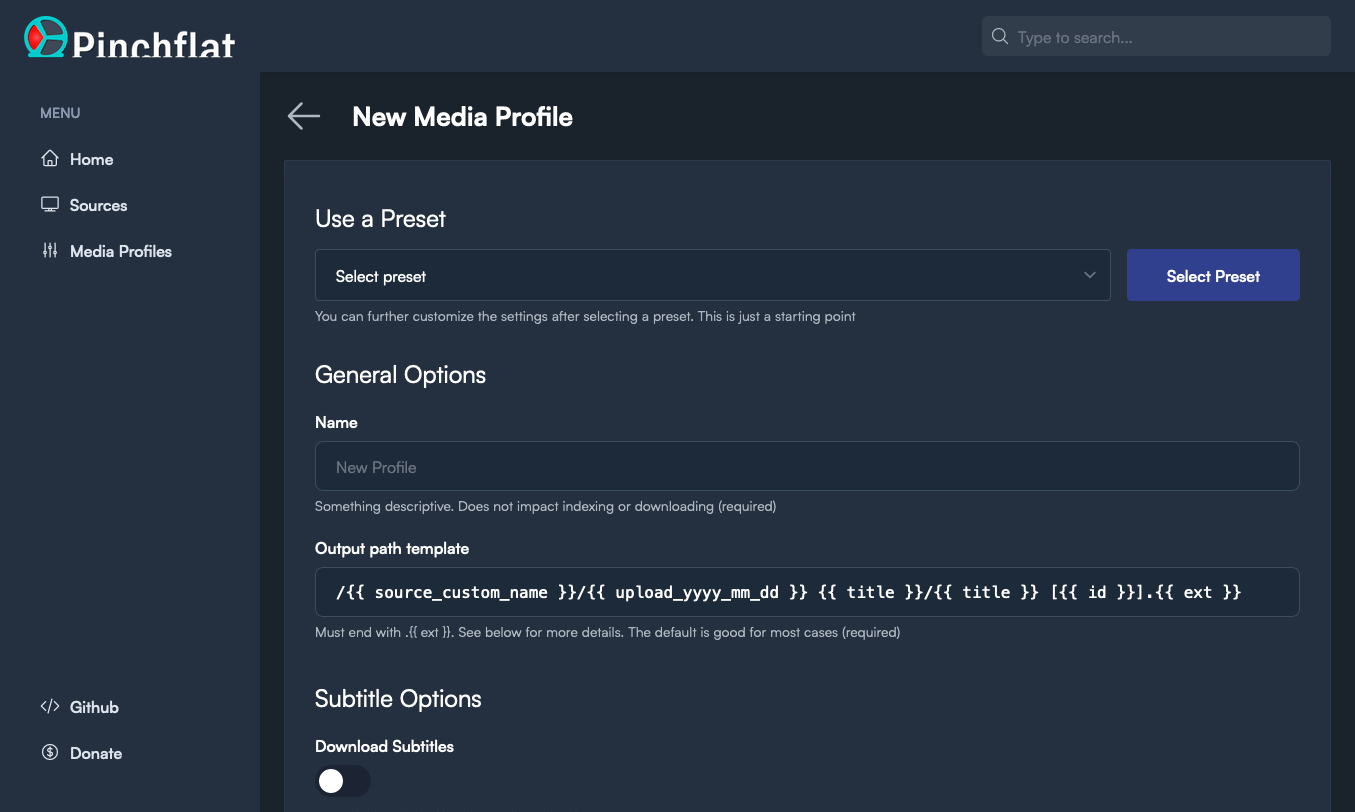 Pinchflat
Type to search...
MENU
Home
Sources
Media Profiles
Github
Donate
New Media Profile
Use a Preset
Select preset
Select Preset
You can further customize the settings after selecting a preset. This is just a starting point
General Options
Name
New Profile
Something descriptive. Does not impact indexing or downloading (required)
Output path template
/{{ source_custom_name }}/{{ upload_yyyy_mm_dd }} {{ title }}/{{ title }} [{{ id }}].{{ ext }}
Must end with .{{ ext }}. See below for more details. The default is good for most cases (required)
Subtitle Options
Download Subtitles